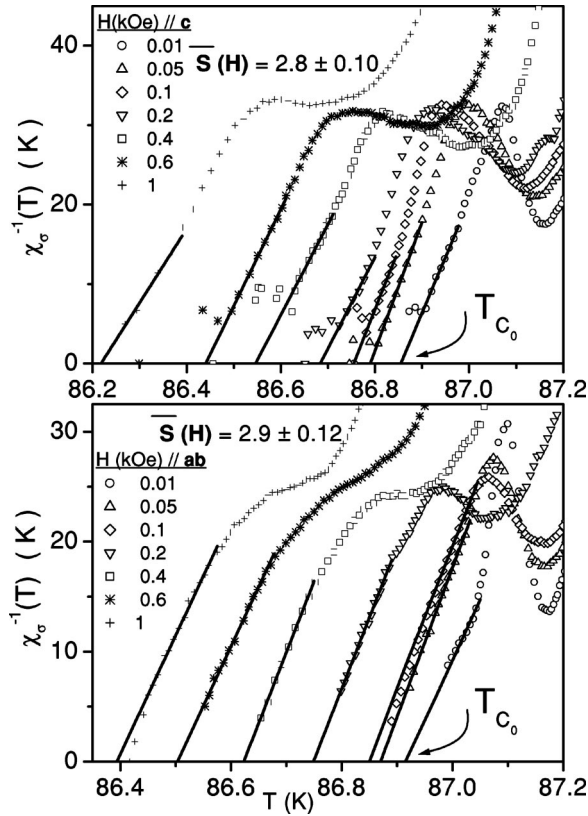 H(kOe) // c
0.01
0.05
0.1
0.2
0.4
0.6
1
S (H) = 2.8 ± 0.10
χσ⁻¹(T) ( K )
45
30
20
10
0
TC0
86.2 86.4 86.6 86.8 87.0 87.2
S (H) = 2.9 ± 0.12
H (kOe) // ab
0.01
0.05
0.1
0.2
0.4
0.6
1
χσ⁻¹(T) ( K )
30
20
10
0
TC0
86.4 86.6 86.8 87.0 87.2
T (K)